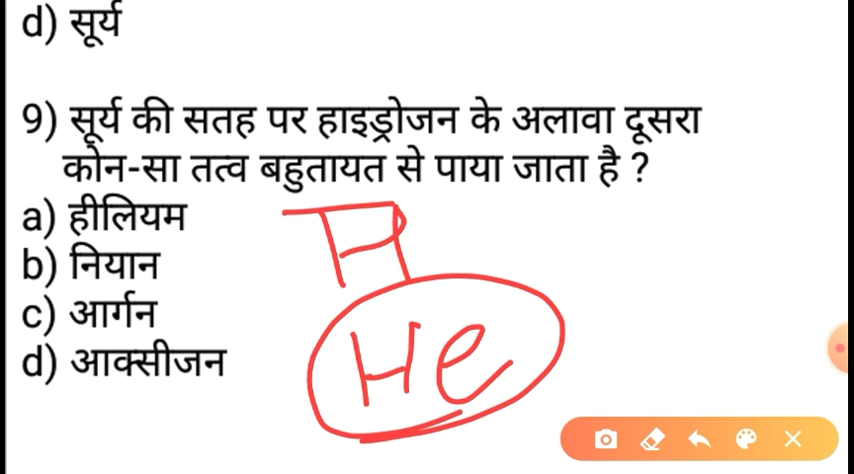 d) सूर्य
9) सूर्य की सतह पर हाइड्रोजन के अलावा दूसरा
कोन-सा तत्व बहुतायत से पाया जाता है ?
a) हीलियम
b) नियान
c) आर्गन
d) आक्सीजन
He